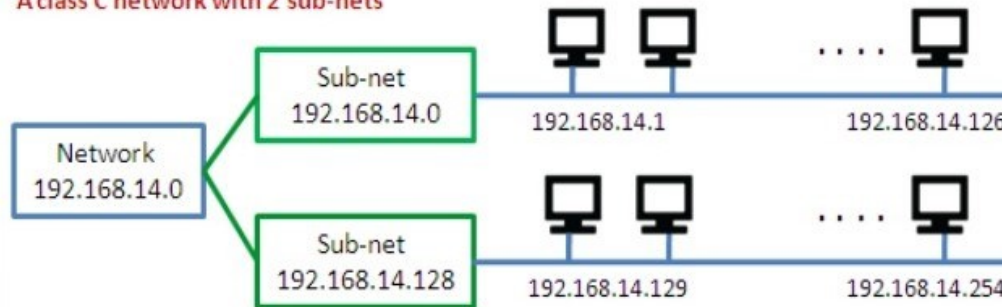 A class C network with 2 sub-nets
Sub-net
192.168.14.0
192.168.14.1
192.168.14.126
Network
192.168.14.0
Sub-net
192.168.14.128
192.168.14.129
192.168.14.254